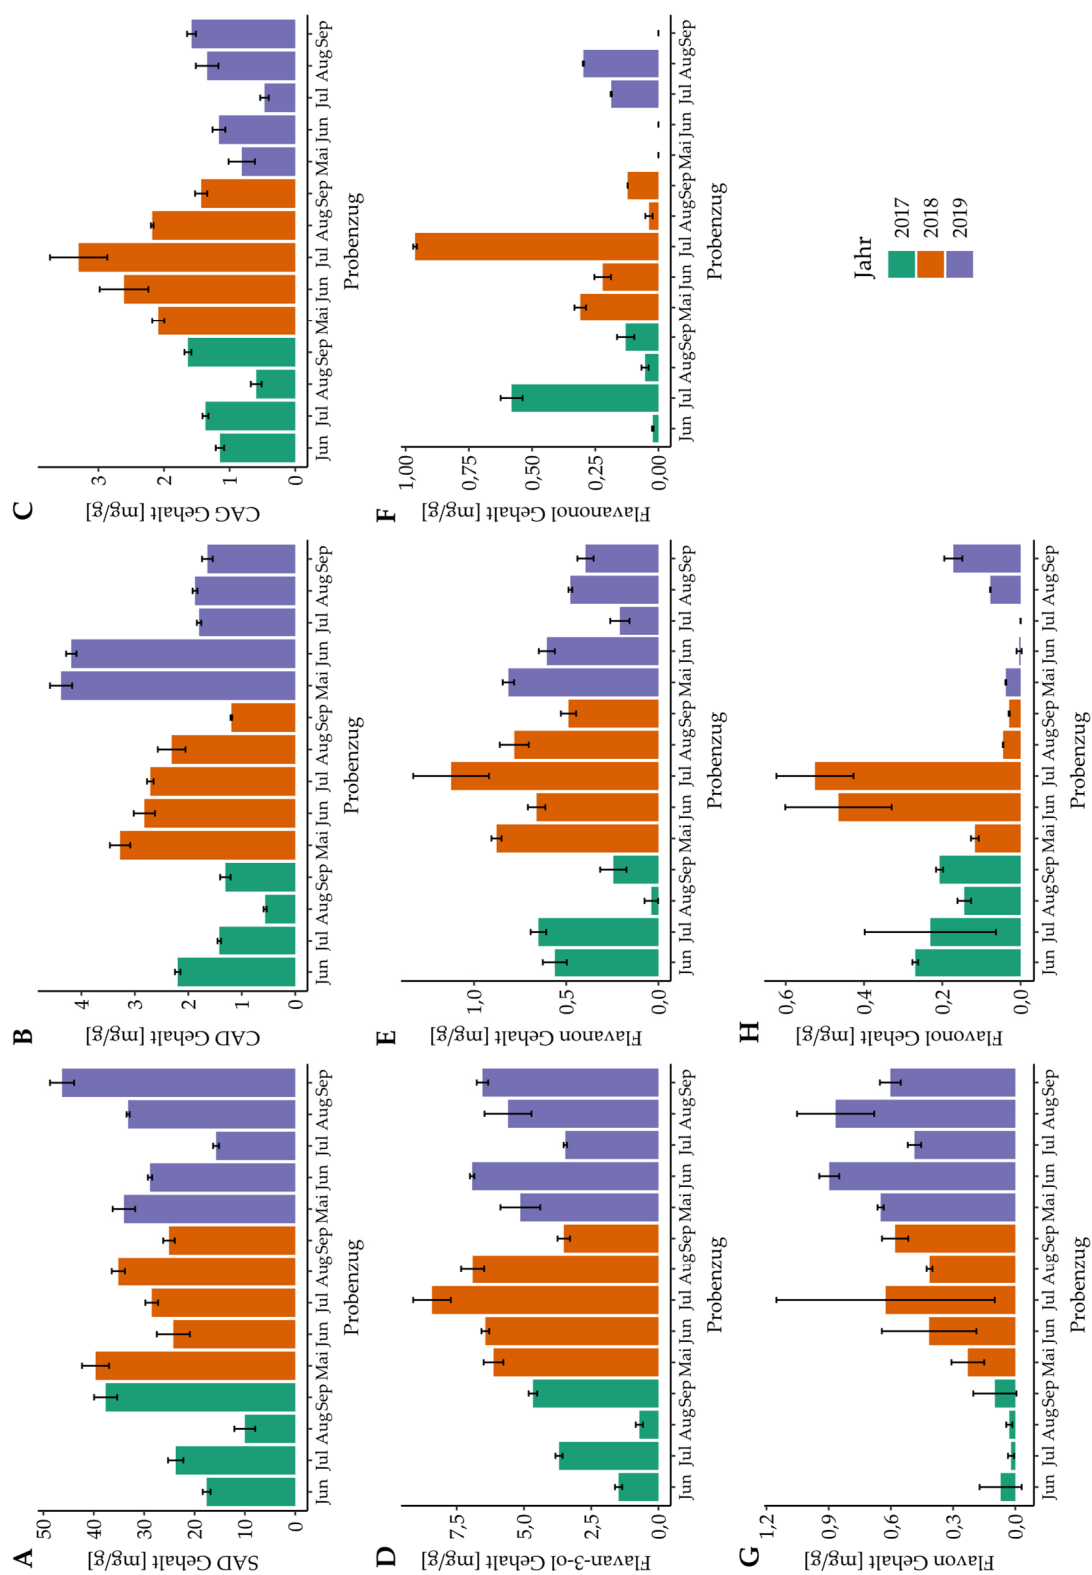 A
SAD Gehalt [mg/g]
50
40
30
20
10
0
Jun Jul Aug Sep Mai Jun Jul Aug Sep Mai Jun Jul Aug Sep
Probenzug
B
CAD Gehalt [mg/g]
4
3
2
1
0
Jun Jul Aug Sep Mai Jun Jul Aug Sep Mai Jun Jul Aug Sep
Probenzug
C
CAG Gehalt [mg/g]
3
2
1
0
Jun Jul Aug Sep Mai Jun Jul Aug Sep Mai Jun Jul Aug Sep
Probenzug
D
Flavan-3-ol Gehalt [mg/g]
7,5
5,0
2,5
0,0
Jun Jul Aug Sep Mai Jun Jul Aug Sep Mai Jun Jul Aug Sep
Probenzug
E
Flavanon Gehalt [mg/g]
1,0
0,5
0,0
Jun Jul Aug Sep Mai Jun Jul Aug Sep Mai Jun Jul Aug Sep
Probenzug
F
Flavanonol Gehalt [mg/g]
1,00
0,75
0,50
0,25
0,00
Jun Jul Aug Sep Mai Jun Jul Aug Sep Mai Jun Jul Aug Sep
Probenzug
G
Flavon Gehalt [mg/g]
1,2
0,9
0,6
0,3
0,0
Jun Jul Aug Sep Mai Jun Jul Aug Sep Mai Jun Jul Aug Sep
Probenzug
H
Flavonol Gehalt [mg/g]
0,6
0,4
0,2
0,0
Jun Jul Aug Sep Mai Jun Jul Aug Sep Mai Jun Jul Aug Sep
Probenzug
Jahr
2017
2018
2019